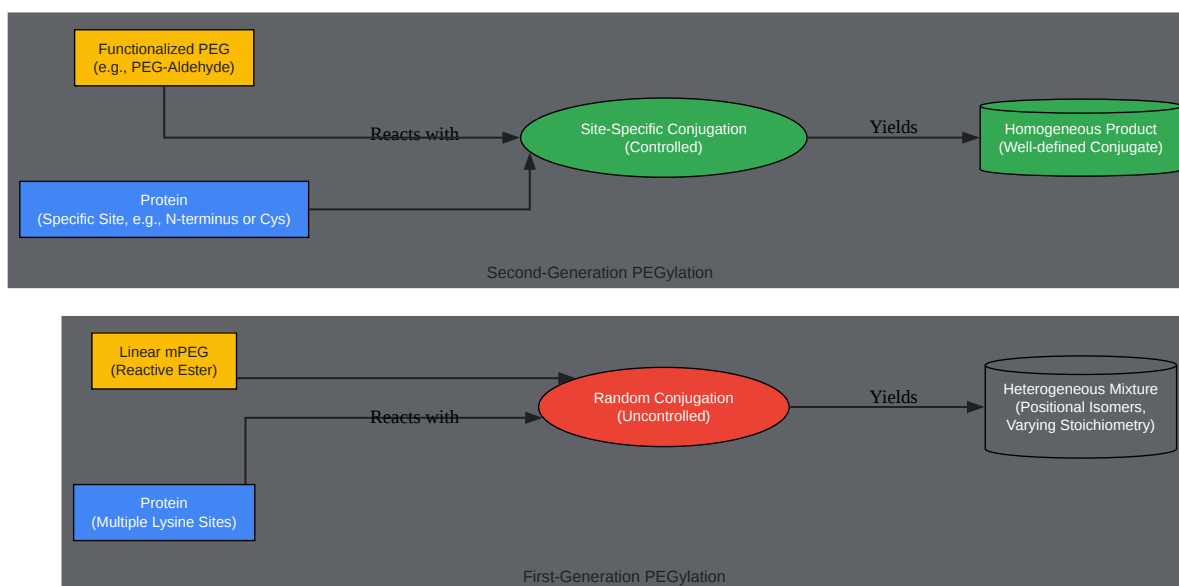 Functionalized PEG
(e.g., PEG-Aldehyde)
Reacts with
Site-Specific Conjugation
(Controlled)
Yields
Homogeneous Product
(Well-defined Conjugate)
Protein
(Specific Site, e.g., N-terminus or Cys)
Second-Generation PEGylation
Linear mPEG
(Reactive Ester)
Reacts with
Random Conjugation
(Uncontrolled)
Yields
Heterogeneous Mixture
(Positional Isomers,
Varying Stoichiometry)
Protein
(Multiple Lysine Sites)
First-Generation PEGylation